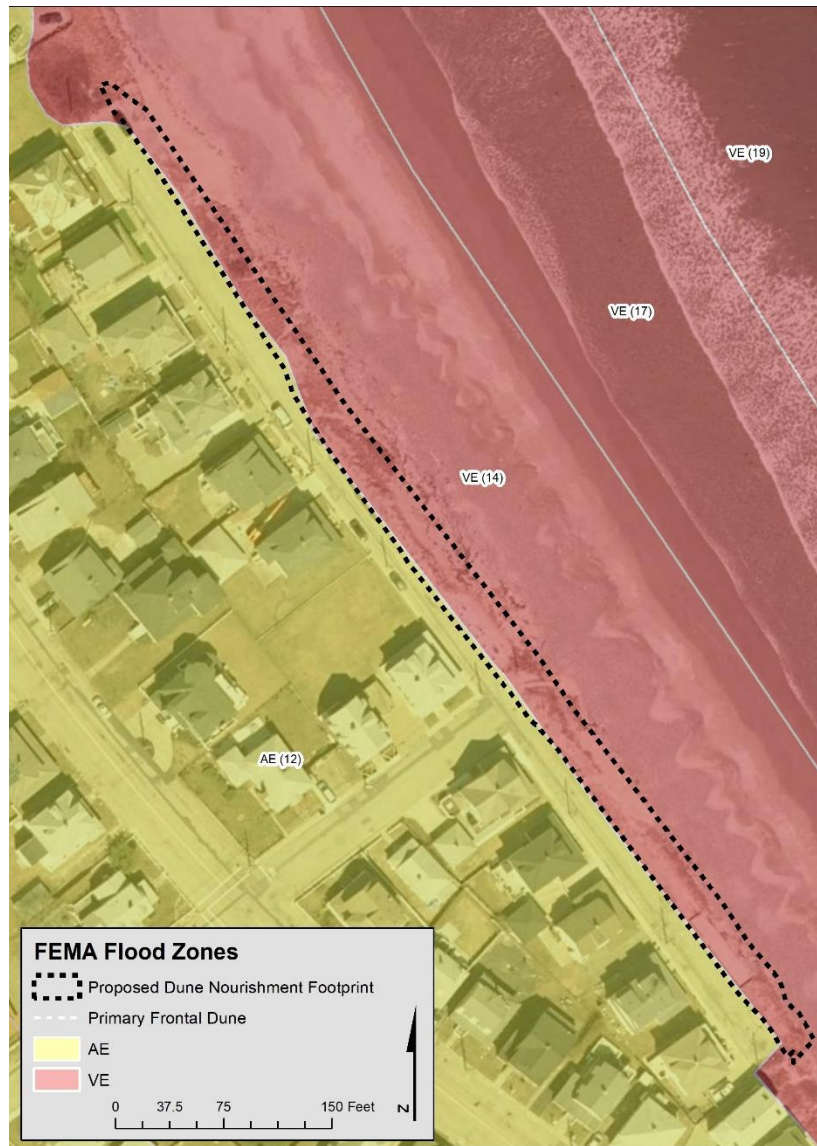 VE (19)
VE (17)
VE (14)
AE (12)
FEMA Flood Zones
Proposed Dune Nourishment Footprint
Primary Frontal Dune
AE
VE
0 37.5 75 150 Feet
N